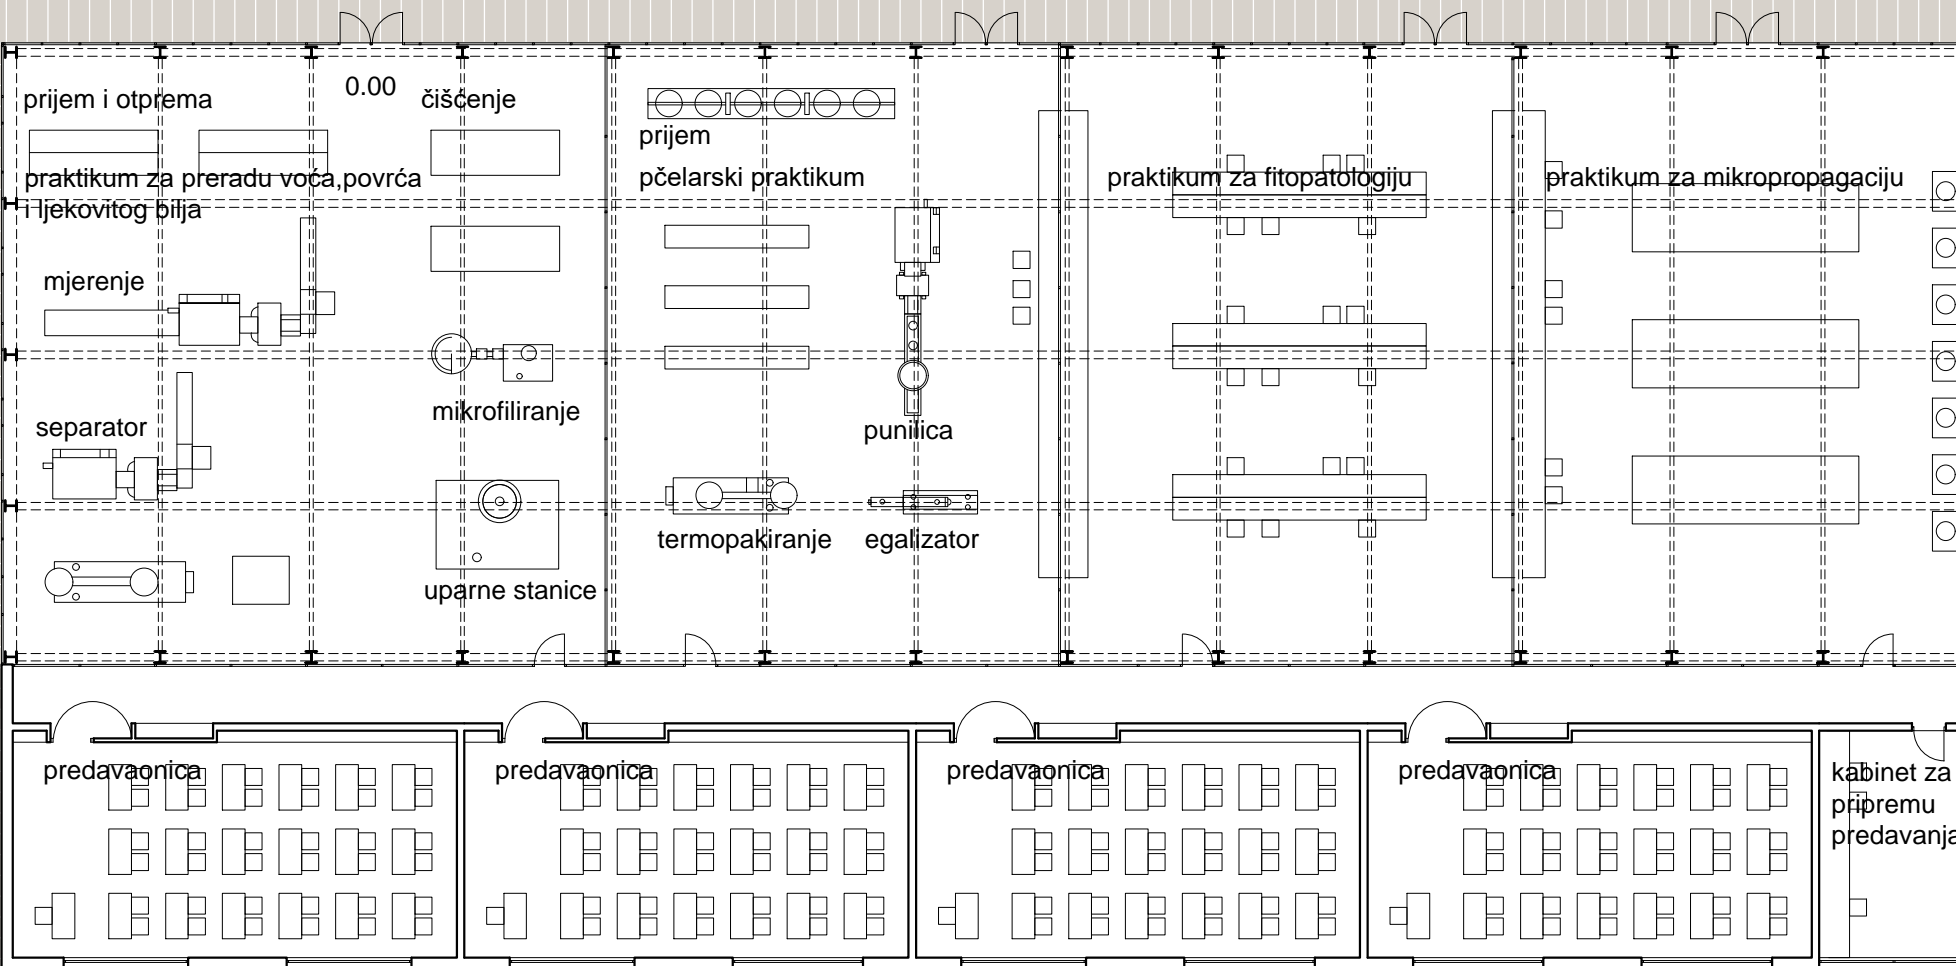 0.00
prijem i otprema
čišćenje
praktikum za preradu voća,povrća
i ljekovitog bilja
mjerenje
separator
mikrofiliranje
uparne stanice
prijem
pčelarski praktikum
punilica
termopakiranje
egalizator
praktikum za fitopatologiju
praktikum za mikropropagaciju
predavaonica
predavaonica
predavaonica
predavaonica
kabinet za
pripremu
predavanja